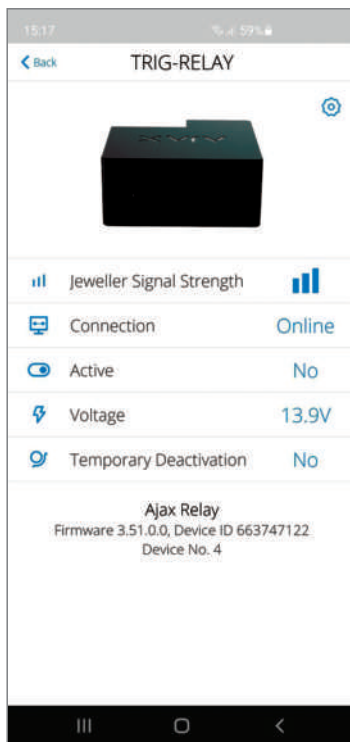 15:17 59%
Back TRIG-RELAY
AJAX
Jeweller Signal Strength
Connection Online
Active No
Voltage 13.9V
Temporary Deactivation No
Ajax Relay
Firmware 3.51.0.0, Device ID 663747122
Device No. 4